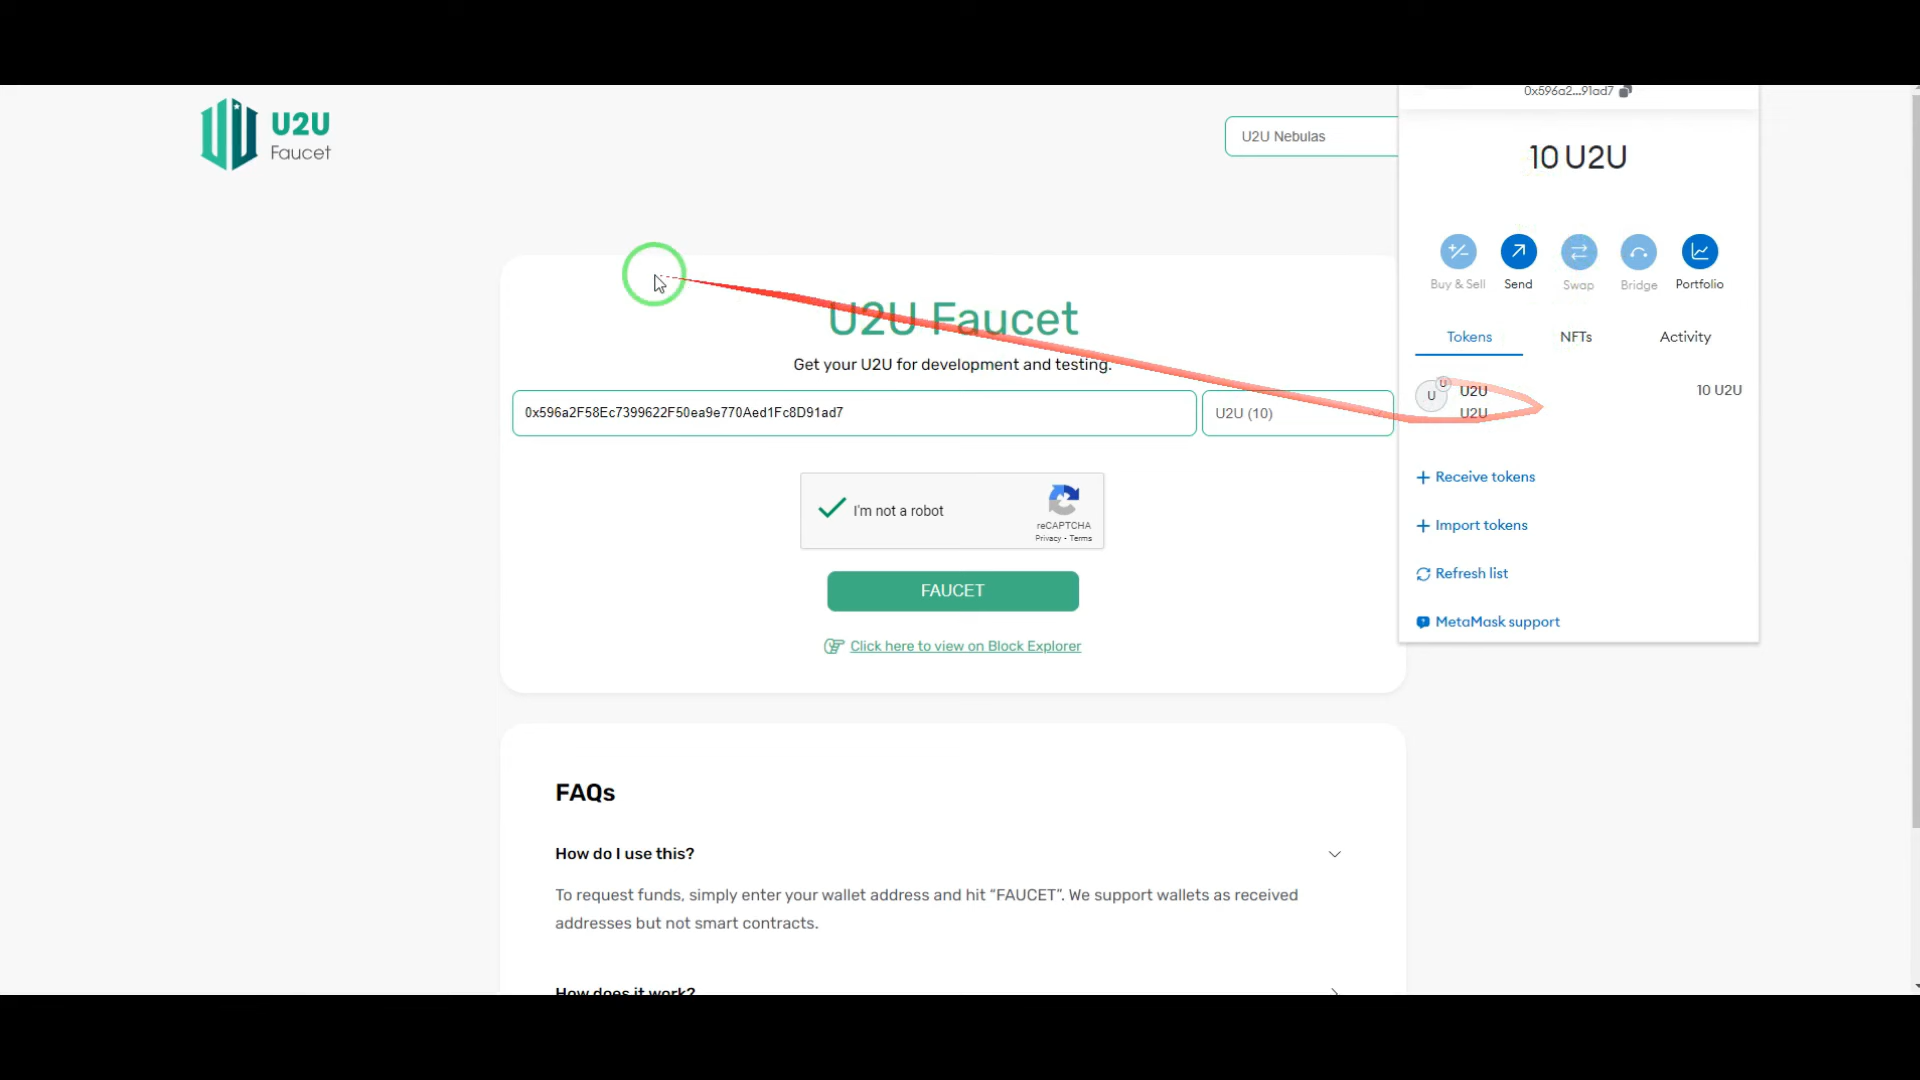 U2U
Faucet
U2U Nebulas
0x596a2...91ad7
10 U2U
Buy & Sell
Send
Swap
Bridge
Portfolio
Tokens
NFTs
Activity
U
U
U2U
U2U
10 U2U
+ Receive tokens
+ Import tokens
Refresh list
MetaMask support
U2U Faucet
Get your U2U for development and testing.
0x596a2F58Ec7399622F50ea9e770Aed1Fc8D91ad7
U2U (10)
I'm not a robot
reCAPTCHA
Privacy - Terms
FAUCET
Click here to view on Block Explorer
FAQs
How do I use this?
To request funds, simply enter your wallet address and hit “FAUCET”. We support wallets as received
addresses but not smart contracts.
How does it work?